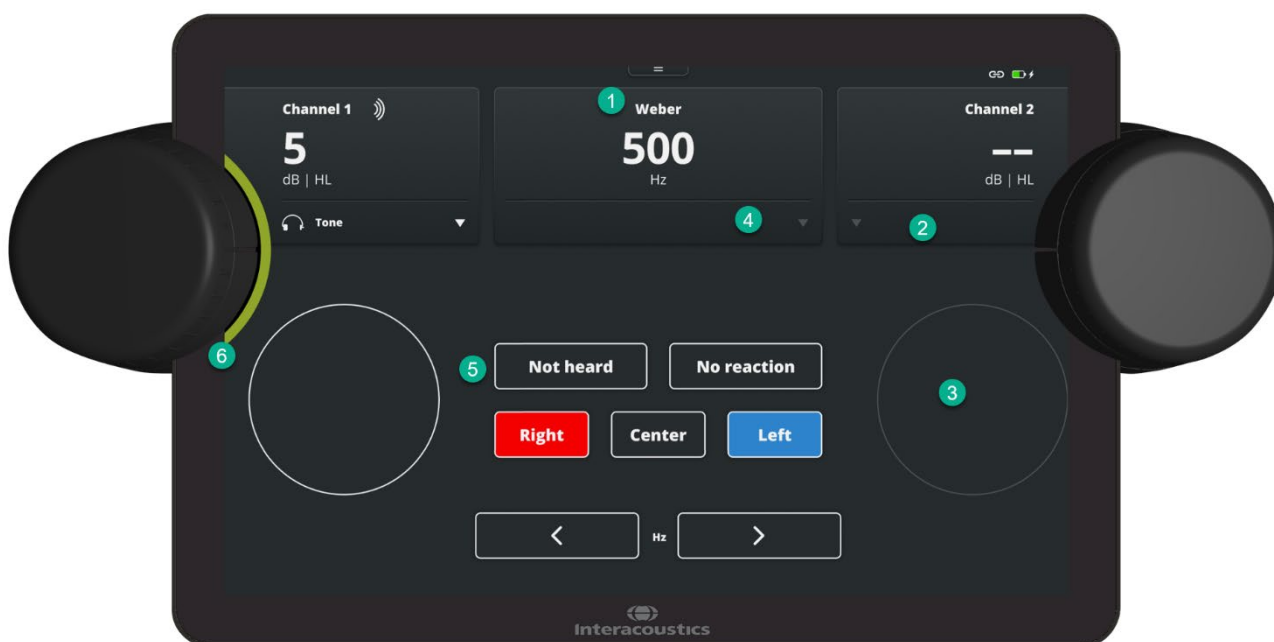 1
Channel 1
Weber
Channel 2
5
500
--
dB | HL
Hz
dB | HL
Tone
4
2
6
5
Not heard
No reaction
3
Right
Center
Left
<
Hz
>
Interacoustics